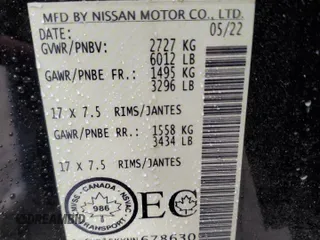 MFD BY NISSAN MOTOR CO., LTD.
DATE: 05/22
GVWR/PNBV: 2727 KG
6012 LB
GAWR/PNBE FR.: 1495 KG
3296 LB
17 X 7.5 RIMS/JANTES
GAWR/PNBE RR.: 1558 KG
3434 LB
17 X 7.5 RIMS/JANTES
CANADA
NSVAC
986
TRANSPORT
EC
678630